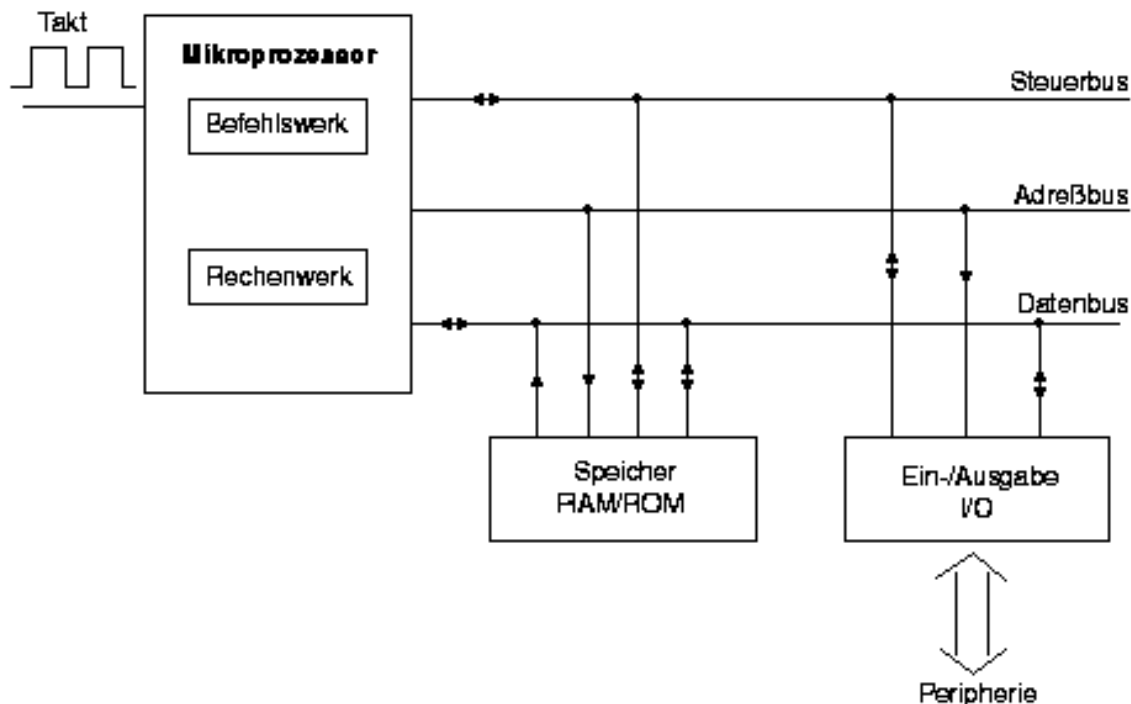 Takt
Mikroprozessor
Befehlswerk
Rechenwerk
Steuerbus
Adreßbus
Datenbus
Speicher
RAM/ROM
Ein-/Ausgabe
I/O
Peripherie